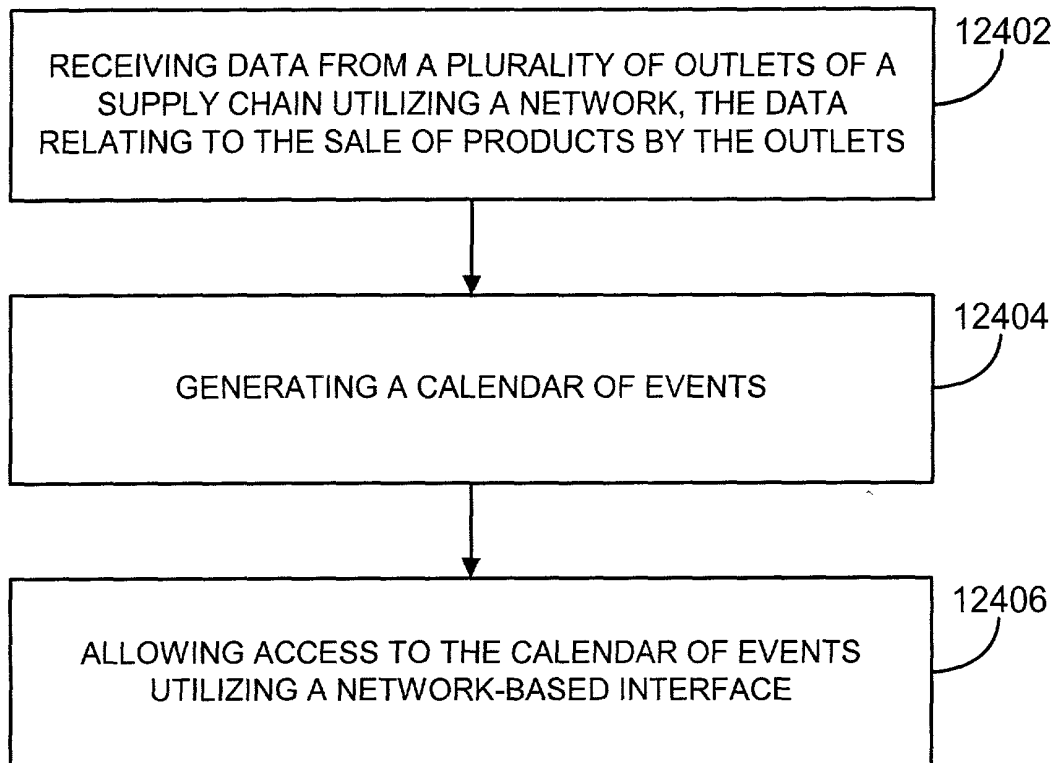 12402
RECEIVING DATA FROM A PLURALITY OF OUTLETS OF A
SUPPLY CHAIN UTILIZING A NETWORK, THE DATA
RELATING TO THE SALE OF PRODUCTS BY THE OUTLETS
12404
GENERATING A CALENDAR OF EVENTS
12406
ALLOWING ACCESS TO THE CALENDAR OF EVENTS
UTILIZING A NETWORK-BASED INTERFACE